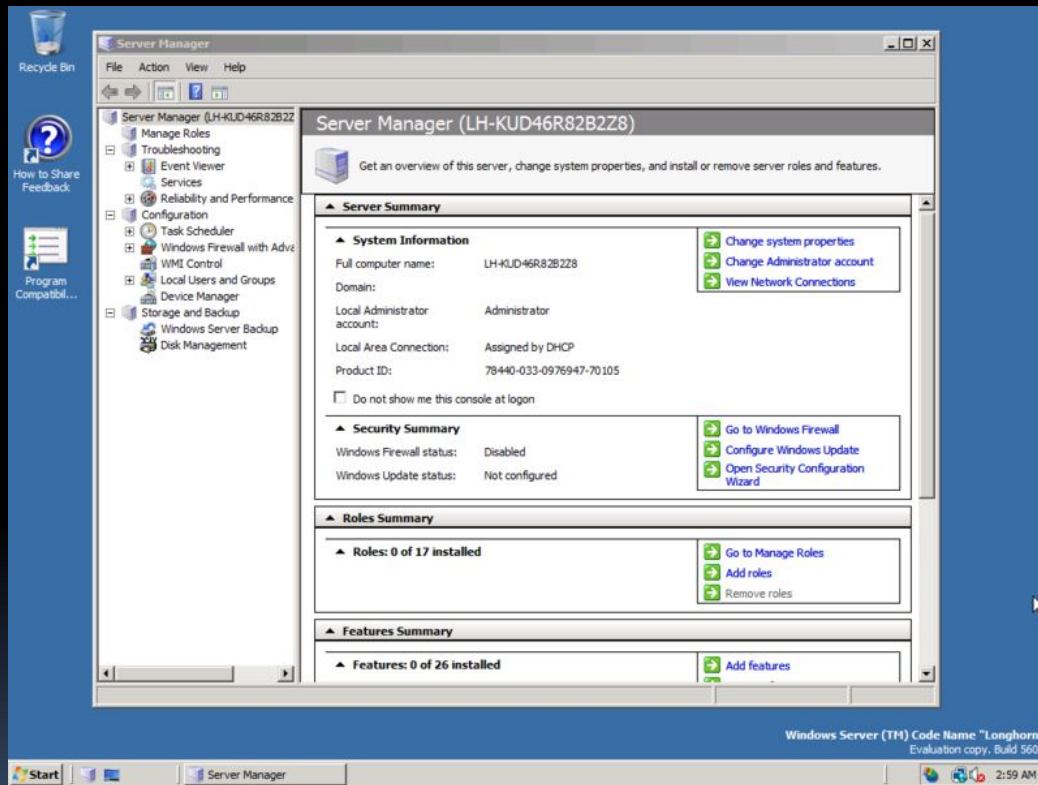 Recycle Bin
How to Share
Feedback
Program
Compatibil...
Server Manager
File Action View Help
Server Manager (LH-KUD46R82B2Z
Manage Roles
Troubleshooting
Event Viewer
Services
Reliability and Performance
Configuration
Task Scheduler
Windows Firewall with Adva
WMI Control
Local Users and Groups
Device Manager
Storage and Backup
Windows Server Backup
Disk Management
Server Manager (LH-KUD46R82B2Z8)
Get an overview of this server, change system properties, and install or remove server roles and features.
Server Summary
System Information
Full computer name: LH-KUD46R82B2Z8
Domain:
Local Administrator
account: Administrator
Local Area Connection: Assigned by DHCP
Product ID: 78440-033-0976947-70105
Do not show me this console at logon
Change system properties
Change Administrator account
View Network Connections
Security Summary
Windows Firewall status: Disabled
Windows Update status: Not configured
Go to Windows Firewall
Configure Windows Update
Open Security Configuration
Wizard
Roles Summary
Roles: 0 of 17 installed
Go to Manage Roles
Add roles
Remove roles
Features Summary
Features: 0 of 26 installed
Add features
Windows Server (TM) Code Name "Longhorn
Evaluation copy. Build 560
Start
Server Manager
2:59 AM